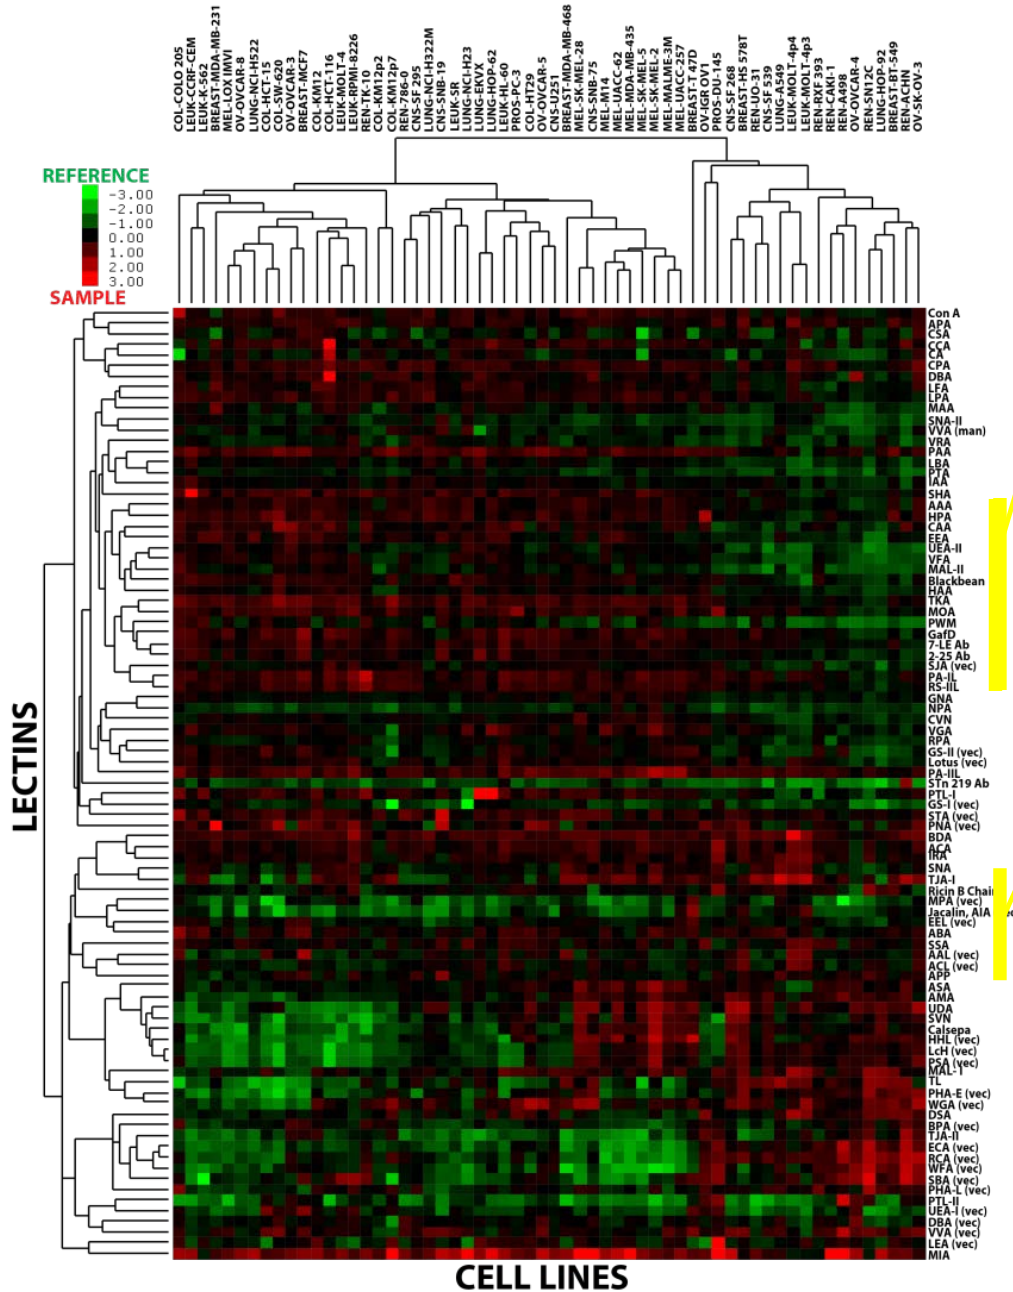 COL-COLO 205
LEUK-CCRF-CEM
LEUK-K-562
BREAST-MDA-MB-231
MEL-LOX IMVI
OV-OVCAR-8
LUNG-NCI-H522
COL-HCT-15
COL-SW-620
OV-OVCAR-3
BREAST-MCF7
COL-KM12
COL-HCT-116
LEUK-MOLT-4
LEUK-RPMI-8226
REN-TK-10
COL-KM12p2
COL-KM12p7
REN-786-0
CNS-SF 295
LUNG-NCI-H322M
CNS-SNB-19
LEUK-SR
LUNG-NCI-H23
LUNG-EKVX
LUNG-HOP-62
LEUK-HL-60
PROS-PC-3
COL-HT29
OV-OVCAR-5
CNS-U251
BREAST-MDA-MB-468
MEL-SK-MEL-28
CNS-SNB-75
MEL-M14
MEL-UACC-62
MEL-MDA-MB-435
MEL-SK-MEL-5
MEL-SK-MEL-2
MEL-MALME-3M
MEL-UACC-257
BREAST-T 47D
OV-IGR OV1
PROS-DU-145
CNS-SF 268
BREAST-HS 578T
REN-UO-31
CNS-SF 539
LUNG-A549
LEUK-MOLT-4p4
LEUK-MOLT-4p3
REN-RXF 393
REN-CAKI-1
REN-A498
OV-OVCAR-4
REN-SN12C
LUNG-HOP-92
BREAST-BT-549
REN-ACHN
OV-SK-OV-3
REFERENCE
-3.00
-2.00
-1.00
0.00
1.00
2.00
3.00
SAMPLE
LECTINS
Con A
APA
CSA
CCA
CA
CPA
DBA
LFA
LPA
MAA
SNA-II
VVA (man)
VRA
PAA
LBA
PTA
IAA
SHA
AAA
HPA
CAA
EEA
UEA-II
VFA
MAL-II
Blackbean
HAA
TKA
MOA
PWM
GafD
7-LE Ab
2-25 Ab
SJA (vec)
PA-IL
RS-IIL
GNA
NPA
CVN
VGA
RPA
GS-II (vec)
Lotus (vec)
PA-IIL
STn 219 Ab
PTL-I
GS-I (vec)
STA (vec)
PNA (vec)
BDA
ACA
IRA
SNA
TJA-I
Ricin B Chain
MPA (vec)
Jacalin, AIA
EEL (vec)
ABA
SSA
AAL (vec)
ACL (vec)
APP
ASA
AMA
UDA
SVN
Calsepa
HHL (vec)
LcH (vec)
PSA (vec)
MAL- I
TL
PHA-E (vec)
WGA (vec)
DSA
BPA (vec)
TJA-II
ECA (vec)
RCA (vec)
WFA (vec)
SBA (vec)
PHA-L (vec)
PTL-II
UEA-I (vec)
DBA (vec)
VVA (vec)
LEA (vec)
MIA
CELL LINES